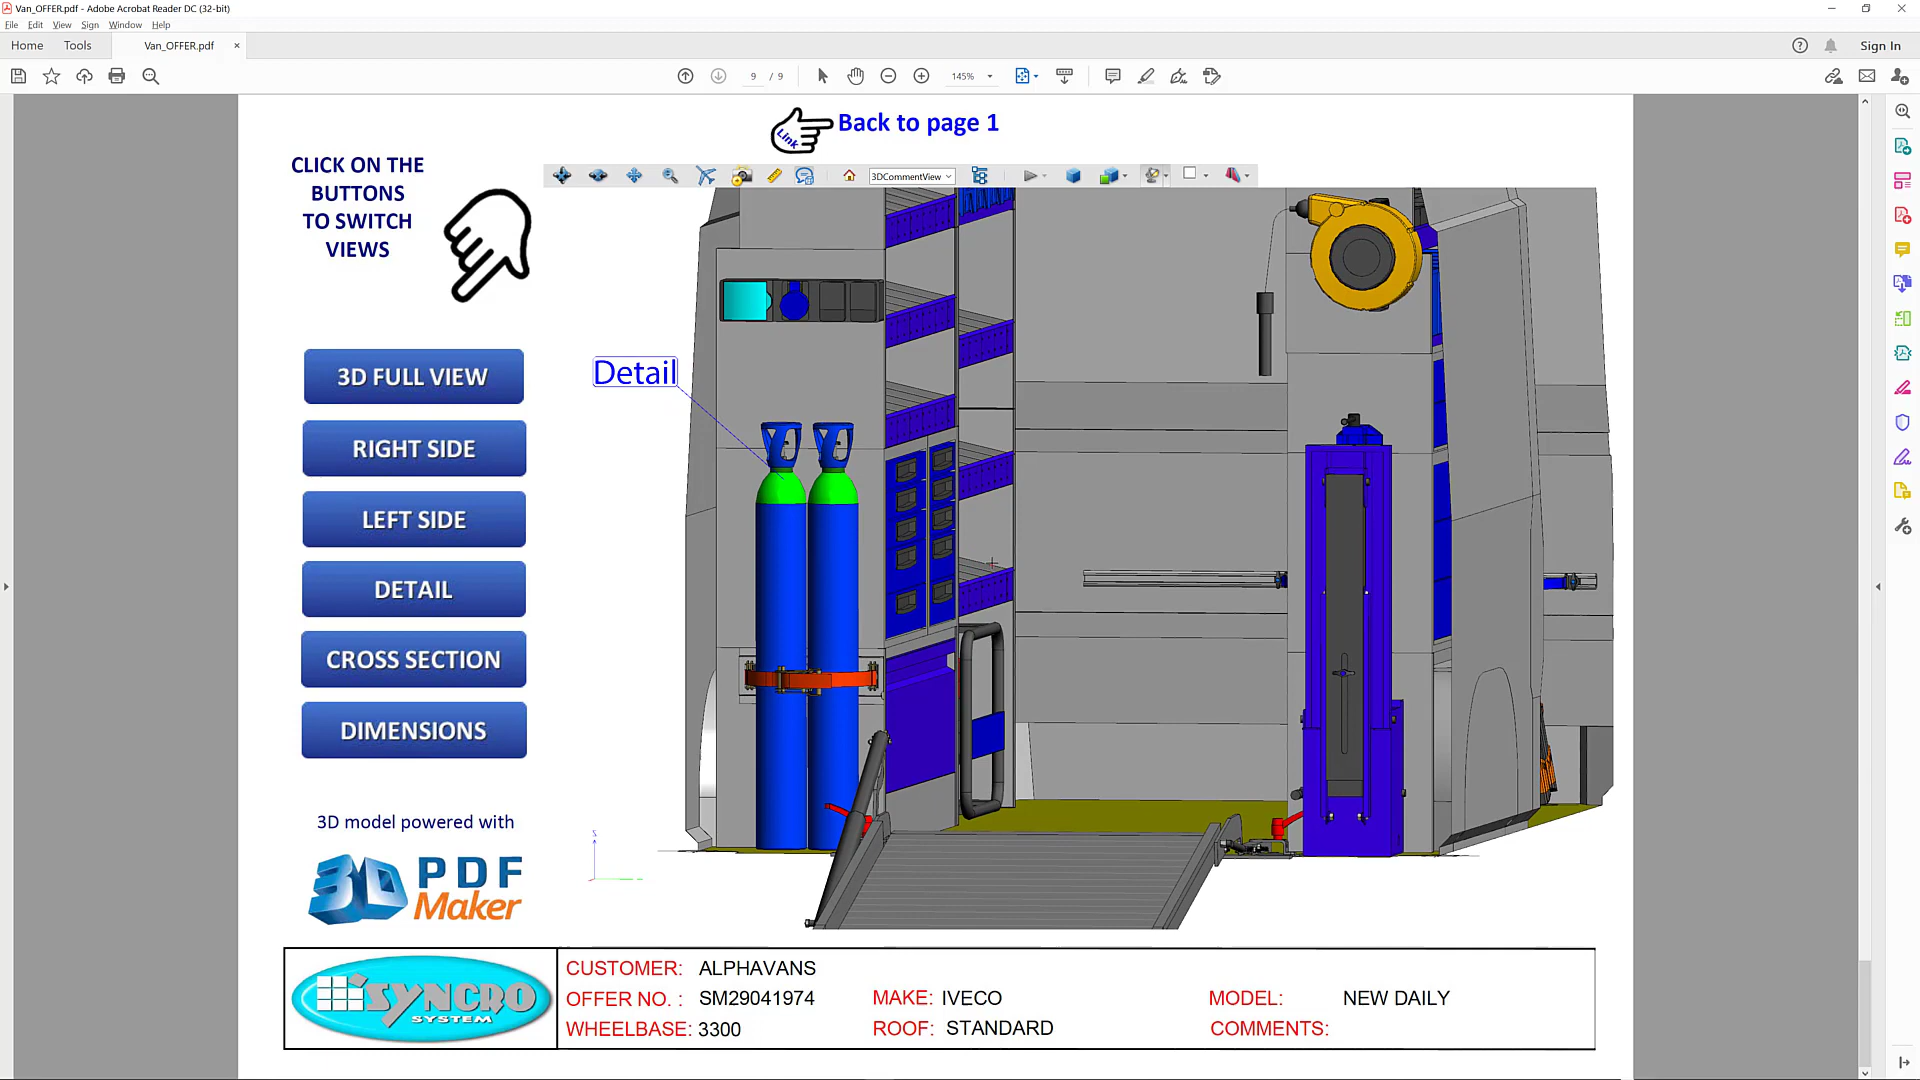 Van_OFFER.pdf - Adobe Acrobat Reader DC (32-bit)
File Edit View Sign Window Help
Home Tools Van_OFFER.pdf × Sign In
9 / 9 145%
Link Back to page 1
CLICK ON THE
BUTTONS
TO SWITCH
VIEWS
3DCommentView
Detail
3D FULL VIEW
RIGHT SIDE
LEFT SIDE
DETAIL
CROSS SECTION
DIMENSIONS
3D model powered with
3D PDF
Maker
Z
SYNCRO
SYSTEM
CUSTOMER: ALPHAVANS
OFFER NO. : SM29041974 MAKE: IVECO MODEL: NEW DAILY
WHEELBASE: 3300 ROOF: STANDARD COMMENTS: